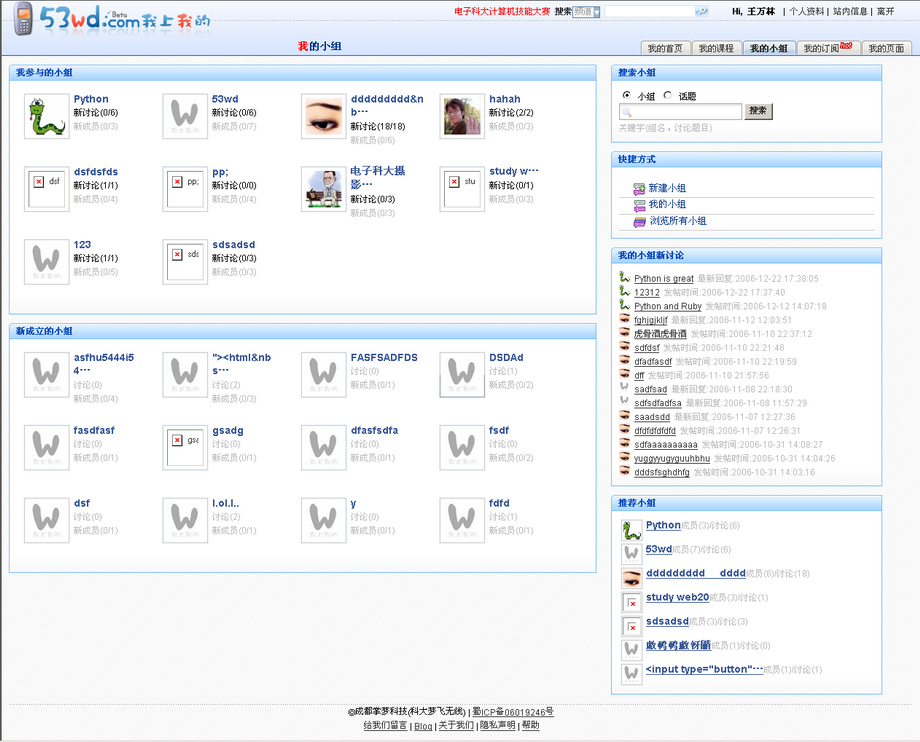 53wd.com Beta 我上我的
电子科大计算机技能大赛 搜索 频道
Hi, 王万林 | 个人资料 | 站内信息 | 离开
我的小组
我的首页 我的课程 我的小组 我的订阅 hot 我的页面
我参与的小组
Python
新讨论(0/6)
新成员(0/3)
53wd
新讨论(0/6)
新成员(0/7)
ddddddddd&n
b···
新讨论(18/18)
新成员(0/6)
hahah
新讨论(2/2)
新成员(0/3)
dsf
dsfdsfds
新讨论(1/1)
新成员(0/4)
pp;
pp;
新讨论(0/0)
新成员(0/4)
电子科大摄
影···
新讨论(0/3)
新成员(0/3)
stu
study w···
新讨论(0/1)
新成员(0/3)
123
新讨论(1/1)
新成员(0/5)
sds
sdsadsd
新讨论(0/3)
新成员(0/3)
新成立的小组
asfhu5444i5
4···
讨论(0)
新成员(0/4)
"><html&nb
s···
讨论(2)
新成员(0/3)
FASFSADFDS
讨论(0)
新成员(0/1)
DSDAd
讨论(1)
新成员(0/2)
fasdfasf
讨论(0)
新成员(0/1)
gsa
gsadg
讨论(0)
新成员(0/1)
dfasfsdfa
讨论(0)
新成员(0/1)
fsdf
讨论(0)
新成员(0/2)
dsf
讨论(0)
新成员(0/1)
l.ol.l..
讨论(2)
新成员(0/1)
y
讨论(0)
新成员(0/1)
fdfd
讨论(1)
新成员(0/1)
搜索小组
小组 话题
搜索
关键字(组名，讨论题目)
快捷方式
新建小组
我的小组
浏览所有小组
我的小组新讨论
Python is great 最新回复:2006-12-22 17:38:05
12312 发帖时间:2006-12-22 17:37:40
Python and Ruby 发帖时间:2006-12-12 14:07:18
fghjgjkljf 最新回复:2006-11-12 12:03:51
虎骨酒虎骨酒 最新回复:2006-11-10 22:37:12
sdfdsf 最新回复:2006-11-10 22:21:48
dfadfasdf 发帖时间:2006-11-10 22:19:59
dff 发帖时间:2006-11-10 21:57:56
sadfsad 最新回复:2006-11-08 22:18:30
sdfsdfadfsa 最新回复:2006-11-08 11:57:29
saadsdd 最新回复:2006-11-07 12:27:36
dfdfdfdfdfd 发帖时间:2006-11-07 12:26:31
sdfaaaaaaaaa 发帖时间:2006-10-31 14:08:27
yuggyyugyguuhbhu 发帖时间:2006-10-31 14:04:26
dddsfsghdhfg 发帖时间:2006-10-31 14:03:16
推荐小组
Python成员(3)/讨论(6)
53wd成员(7)/讨论(6)
ddddddddd dddd成员(6)/讨论(18)
study web20成员(3)/讨论(1)
sdsadsd成员(3)/讨论(3)
成员(1)/讨论(0)
<input type="button"···成员(1)/讨论(1)
©成都掌梦科技(科大梦飞无线) | 蜀ICP备06019246号
给我们留言 | Blog | 关于我们 | 隐私声明 | 帮助